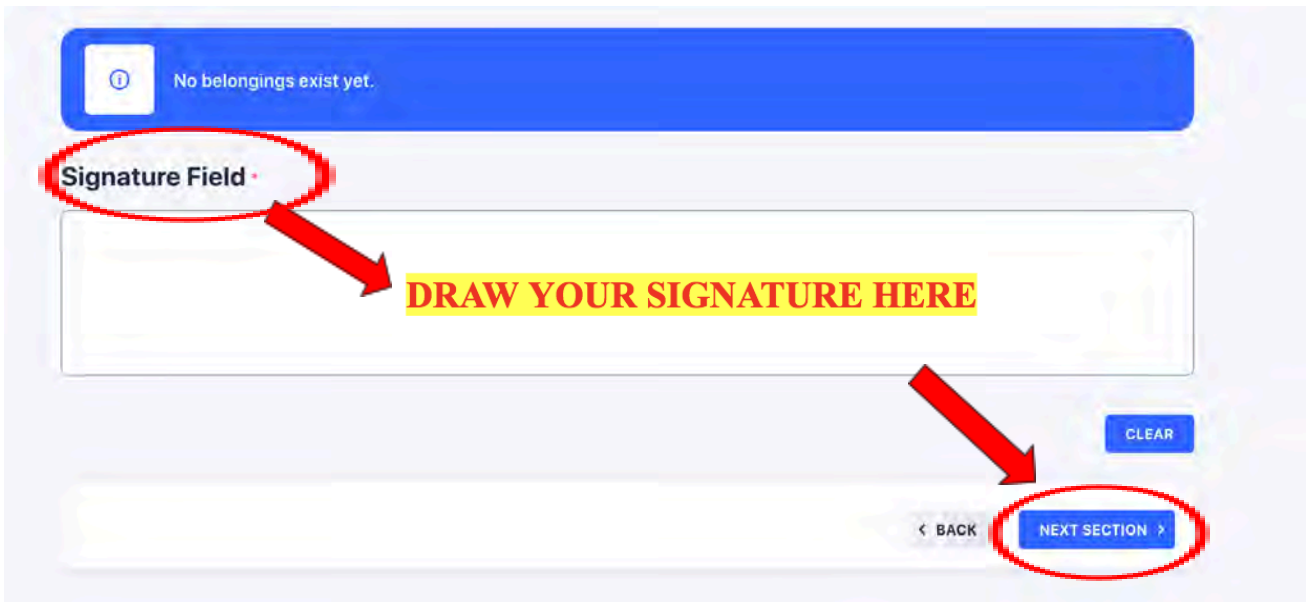 No belongings exist yet.
Signature Field *
DRAW YOUR SIGNATURE HERE
CLEAR
< BACK
NEXT SECTION >